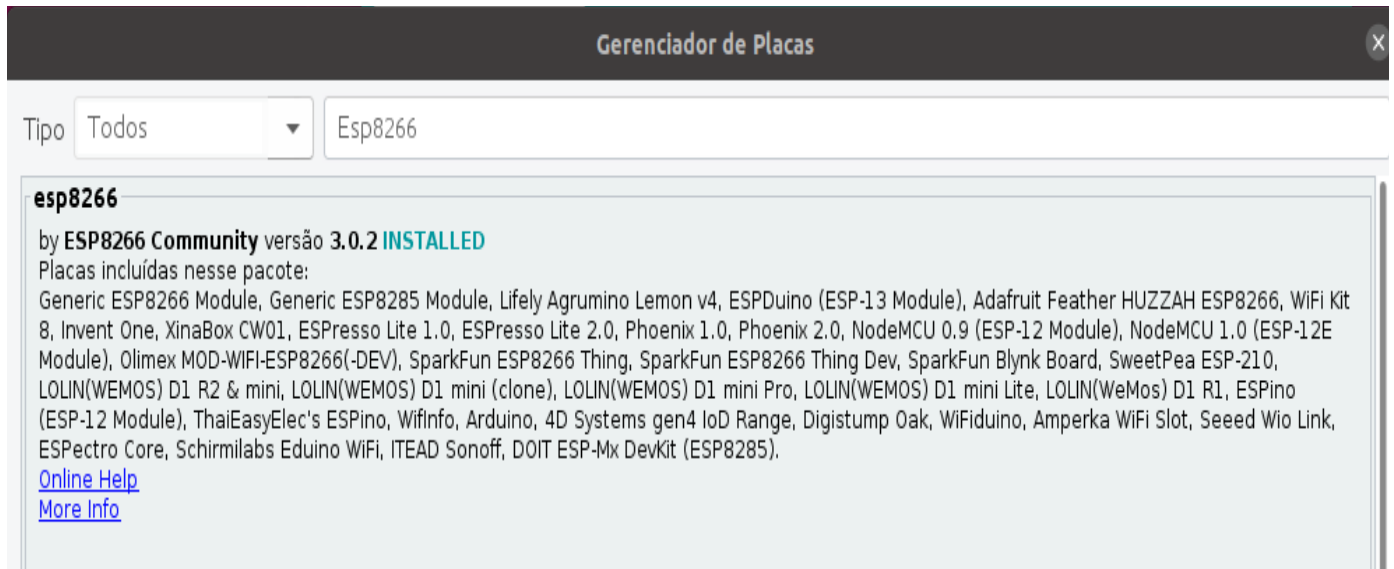 Gerenciador de Placas
x
Tipo Todos Esp8266
esp8266
by ESP8266 Community versão 3.0.2 INSTALLED
Placas incluídas nesse pacote:
Generic ESP8266 Module, Generic ESP8285 Module, Lifely Agrumino Lemon v4, ESPDuino (ESP-13 Module), Adafruit Feather HUZZAH ESP8266, WiFi Kit
8, Invent One, XinaBox CW01, ESPresso Lite 1.0, ESPresso Lite 2.0, Phoenix 1.0, Phoenix 2.0, NodeMCU 0.9 (ESP-12 Module), NodeMCU 1.0 (ESP-12E
Module), Olimex MOD-WIFI-ESP8266(-DEV), SparkFun ESP8266 Thing, SparkFun ESP8266 Thing Dev, SparkFun Blynk Board, SweetPea ESP-210,
LOLIN(WEMOS) D1 R2 & mini, LOLIN(WEMOS) D1 mini (clone), LOLIN(WEMOS) D1 mini Pro, LOLIN(WEMOS) D1 mini Lite, LOLIN(WeMos) D1 R1, ESPino
(ESP-12 Module), ThaiEasyElec's ESPino, WifInfo, Arduino, 4D Systems gen4 IoD Range, Digistump Oak, WiFiduino, Amperka WiFi Slot, Seeed Wio Link,
ESPectro Core, Schirmilabs Eduino WiFi, ITEAD Sonoff, DOIT ESP-Mx DevKit (ESP8285).
Online Help
More Info